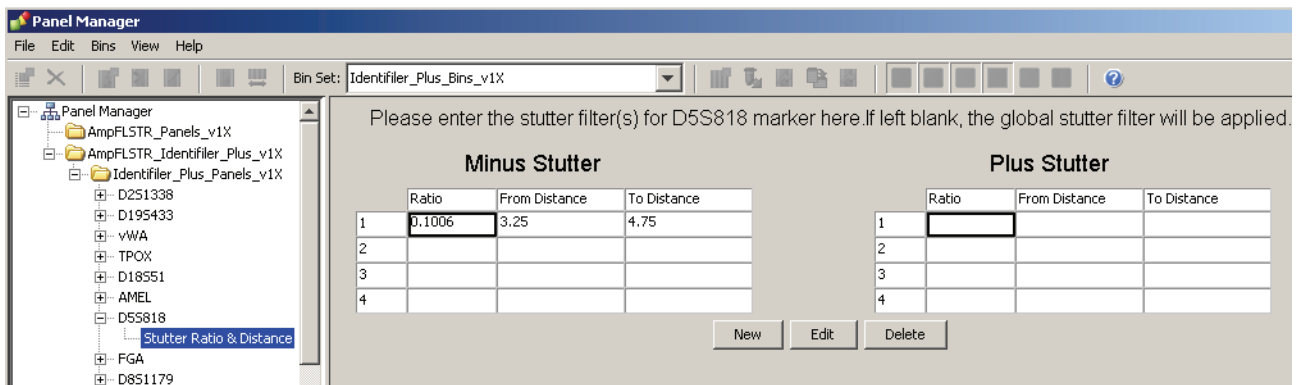 Panel Manager
File Edit Bins View Help
Bin Set: Identifiler_Plus_Bins_v1X
Panel Manager
AmpFLSTR_Panels_v1X
AmpFLSTR_Identifiler_Plus_v1X
Identifiler_Plus_Panels_v1X
D2S1338
D19S433
vWA
TPOX
D18S51
AMEL
D5S818
Stutter Ratio & Distance
FGA
D8S1179
Please enter the stutter filter(s) for D5S818 marker here.If left blank, the global stutter filter will be applied.
Minus Stutter
Ratio From Distance To Distance
1 0.1006 3.25 4.75
2
3
4
Plus Stutter
Ratio From Distance To Distance
1
2
3
4
New Edit Delete